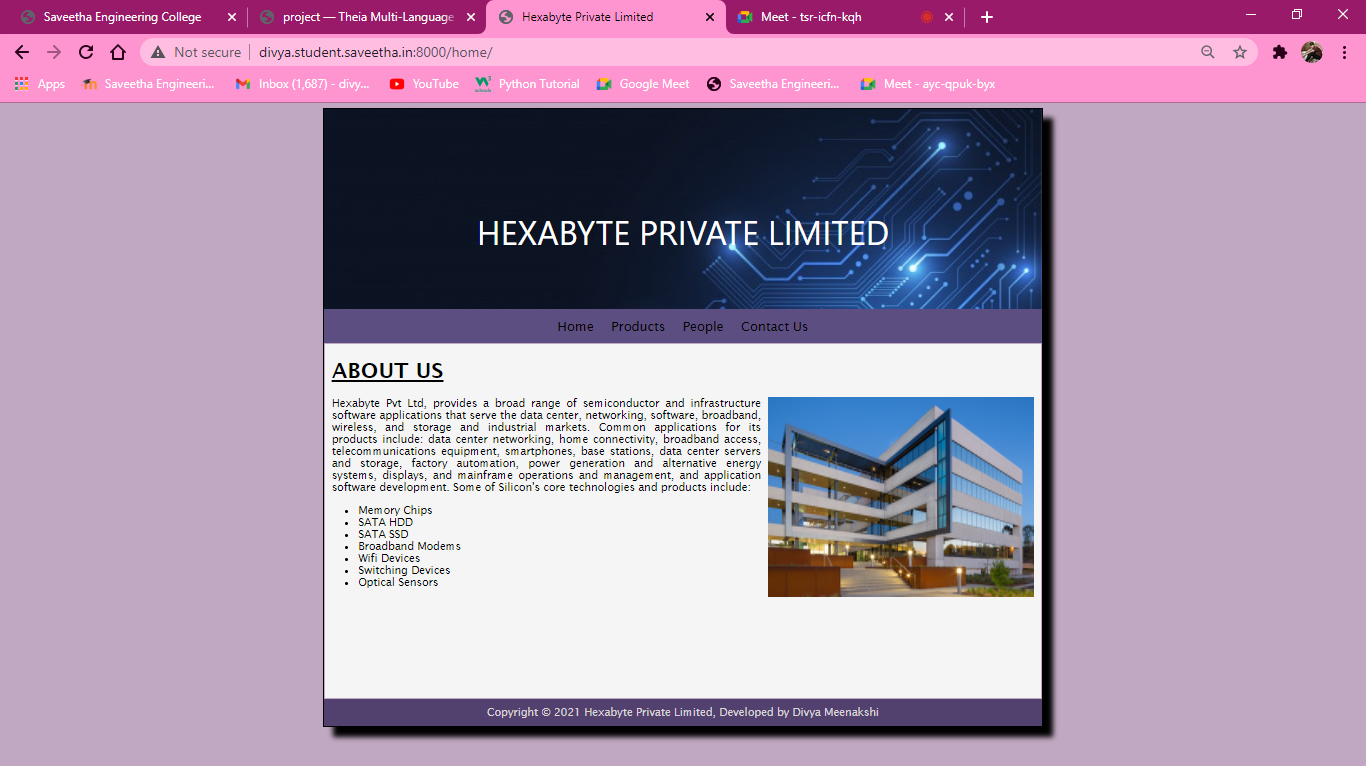 Saveetha Engineering College
project — Theia Multi-Language
Hexabyte Private Limited
Meet - tsr-icfn-kqh
Not secure | divya.student.saveetha.in:8000/home/
Apps
Saveetha Engineeri...
Inbox (1,687) - divy...
YouTube
Python Tutorial
Google Meet
Saveetha Engineeri...
Meet - ayc-qpuk-byx
HEXABYTE PRIVATE LIMITED
Home Products People Contact Us
ABOUT US
Hexabyte Pvt Ltd, provides a broad range of semiconductor and infrastructure
software applications that serve the data center, networking, software, broadband,
wireless, and storage and industrial markets. Common applications for its
products include: data center networking, home connectivity, broadband access,
telecommunications equipment, smartphones, base stations, data center servers
and storage, factory automation, power generation and alternative energy
systems, displays, and mainframe operations and management, and application
software development. Some of Silicon's core technologies and products include:
Memory Chips
SATA HDD
SATA SSD
Broadband Modems
Wifi Devices
Switching Devices
Optical Sensors
Copyright © 2021 Hexabyte Private Limited, Developed by Divya Meenakshi